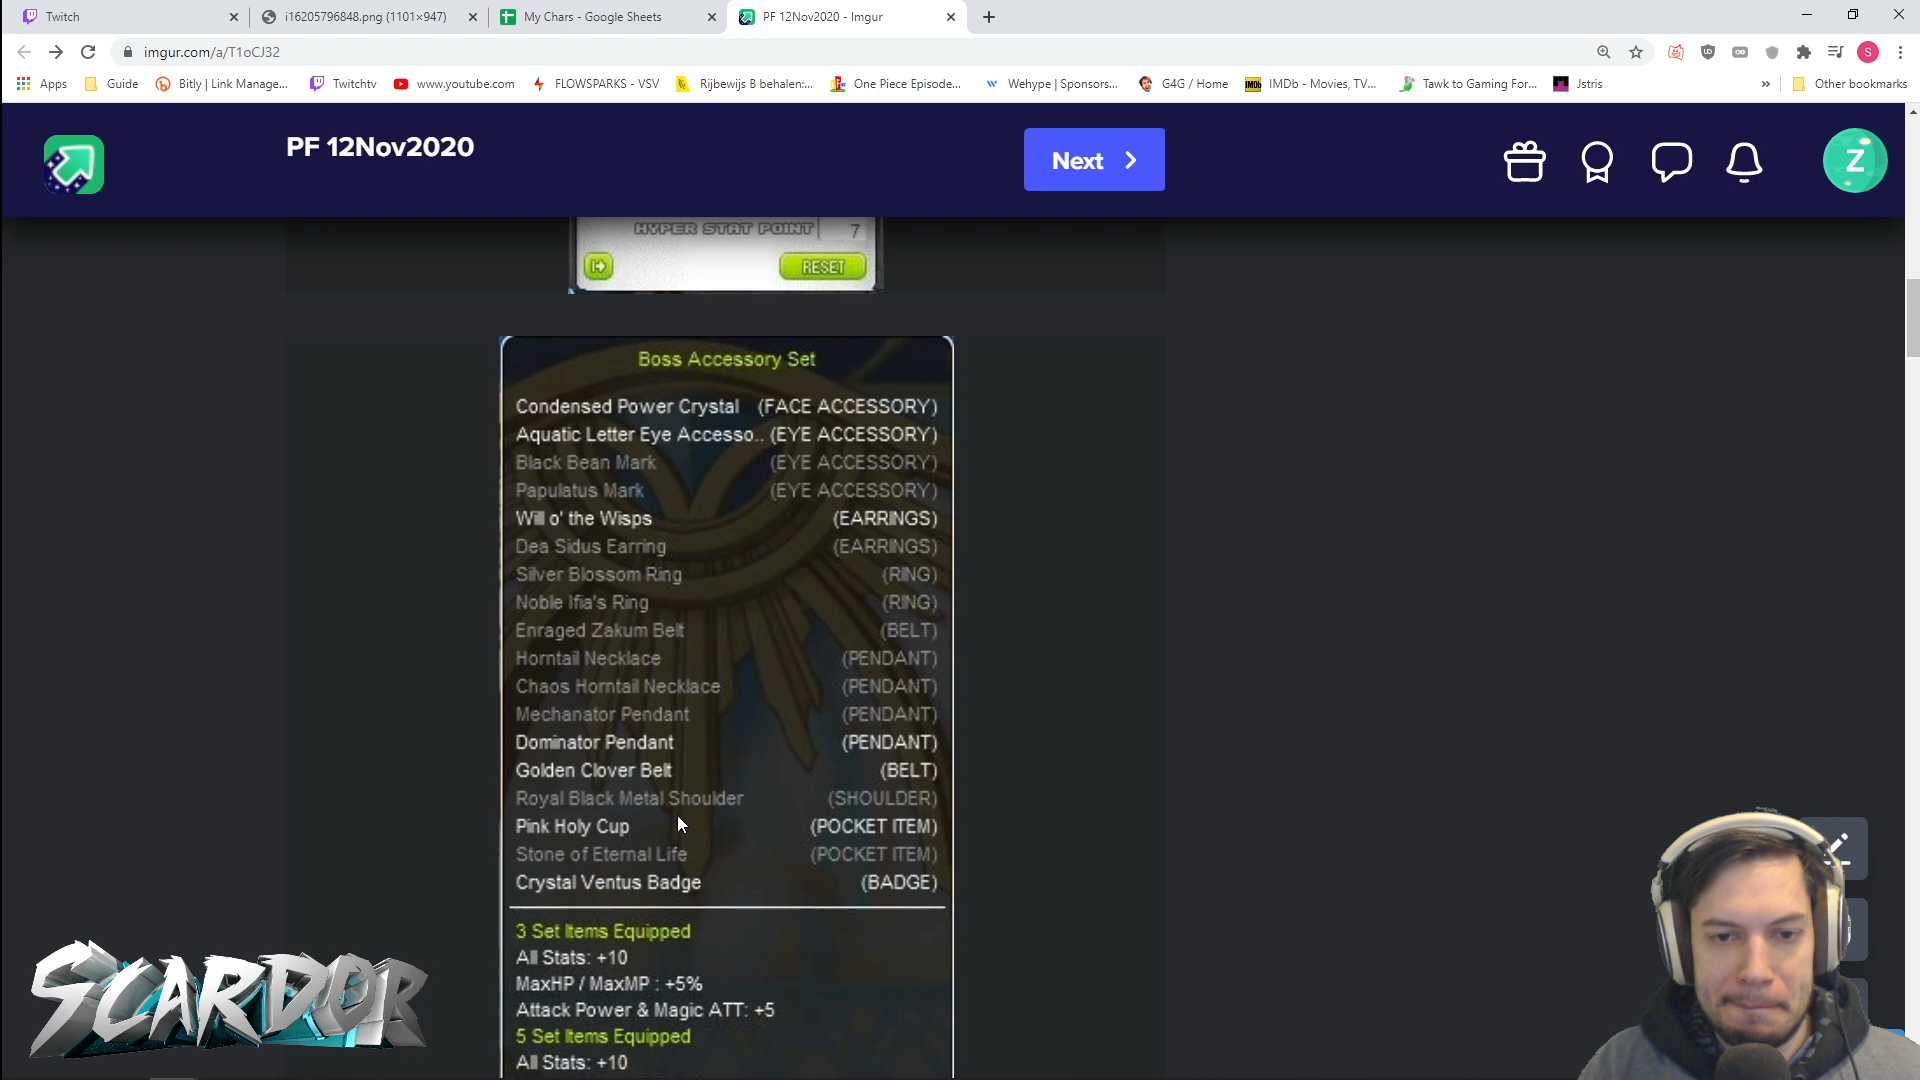 Twitch
i16205796848.png (1101×947)
My Chars - Google Sheets
PF 12Nov2020 - Imgur
imgur.com/a/T1oCJ32
S
Apps
Guide
Bitly | Link Manage...
Twitchtv
www.youtube.com
FLOWSPARKS - VSV
Rijbewijs B behalen:...
One Piece Episode...
Wehype | Sponsors...
G4G / Home
IMDb
IMDb - Movies, TV...
Tawk to Gaming For...
Jstris
»
Other bookmarks
PF 12Nov2020
Next
Z
HYPER STAT POINT 7
RESET
Boss Accessory Set
Condensed Power Crystal (FACE ACCESSORY)
Aquatic Letter Eye Accesso.. (EYE ACCESSORY)
Black Bean Mark (EYE ACCESSORY)
Papulatus Mark (EYE ACCESSORY)
Will o' the Wisps (EARRINGS)
Dea Sidus Earring (EARRINGS)
Silver Blossom Ring (RING)
Noble Ifia's Ring (RING)
Enraged Zakum Belt (BELT)
Horntail Necklace (PENDANT)
Chaos Horntail Necklace (PENDANT)
Mechanator Pendant (PENDANT)
Dominator Pendant (PENDANT)
Golden Clover Belt (BELT)
Royal Black Metal Shoulder (SHOULDER)
Pink Holy Cup (POCKET ITEM)
Stone of Eternal Life (POCKET ITEM)
Crystal Ventus Badge (BADGE)
3 Set Items Equipped
All Stats: +10
MaxHP / MaxMP : +5%
Attack Power & Magic ATT: +5
5 Set Items Equipped
All Stats: +10
SCARDOR